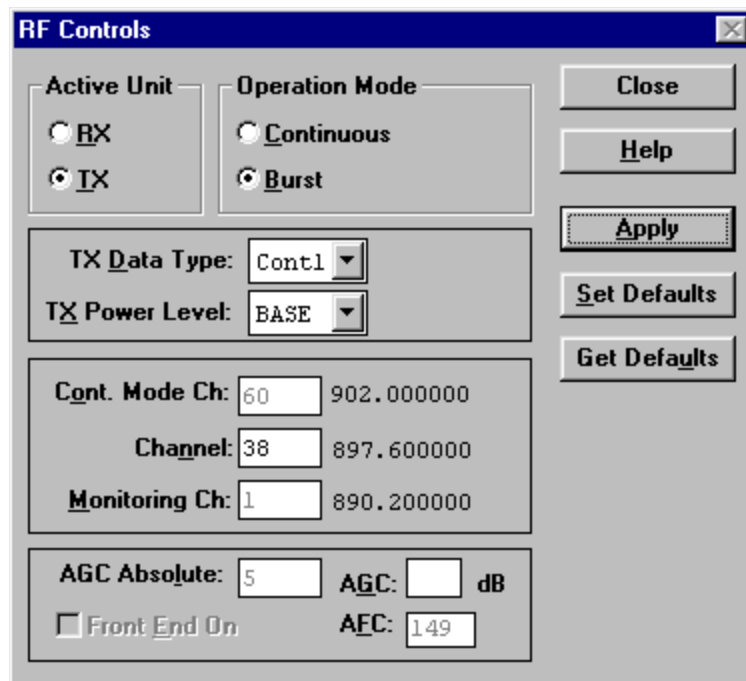 RF Controls
Active Unit
RX
TX
Operation Mode
Continuous
Burst
Close
Help
Apply
Set Defaults
Get Defaults
TX Data Type: Cont1
TX Power Level: BASE
Cont. Mode Ch: 60 902.000000
Channel: 38 897.600000
Monitoring Ch: 1 890.200000
AGC Absolute: 5 AGC: dB
Front End On AFC: 149